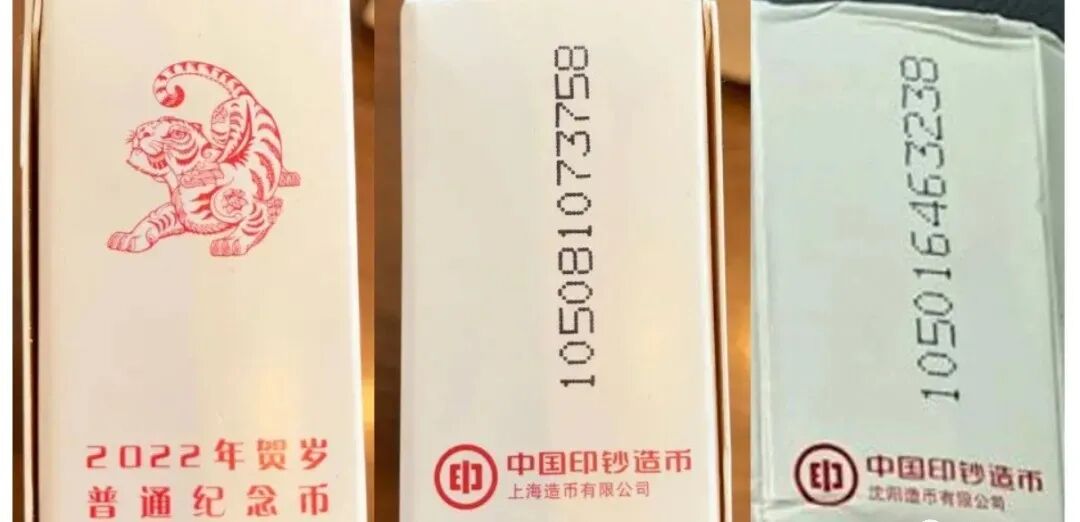 2022年贺岁
普通纪念币
10508107373758
中国印钞造币
上海造币有限公司
10501646463238
中国印钞造币
沈阳造币有限公司